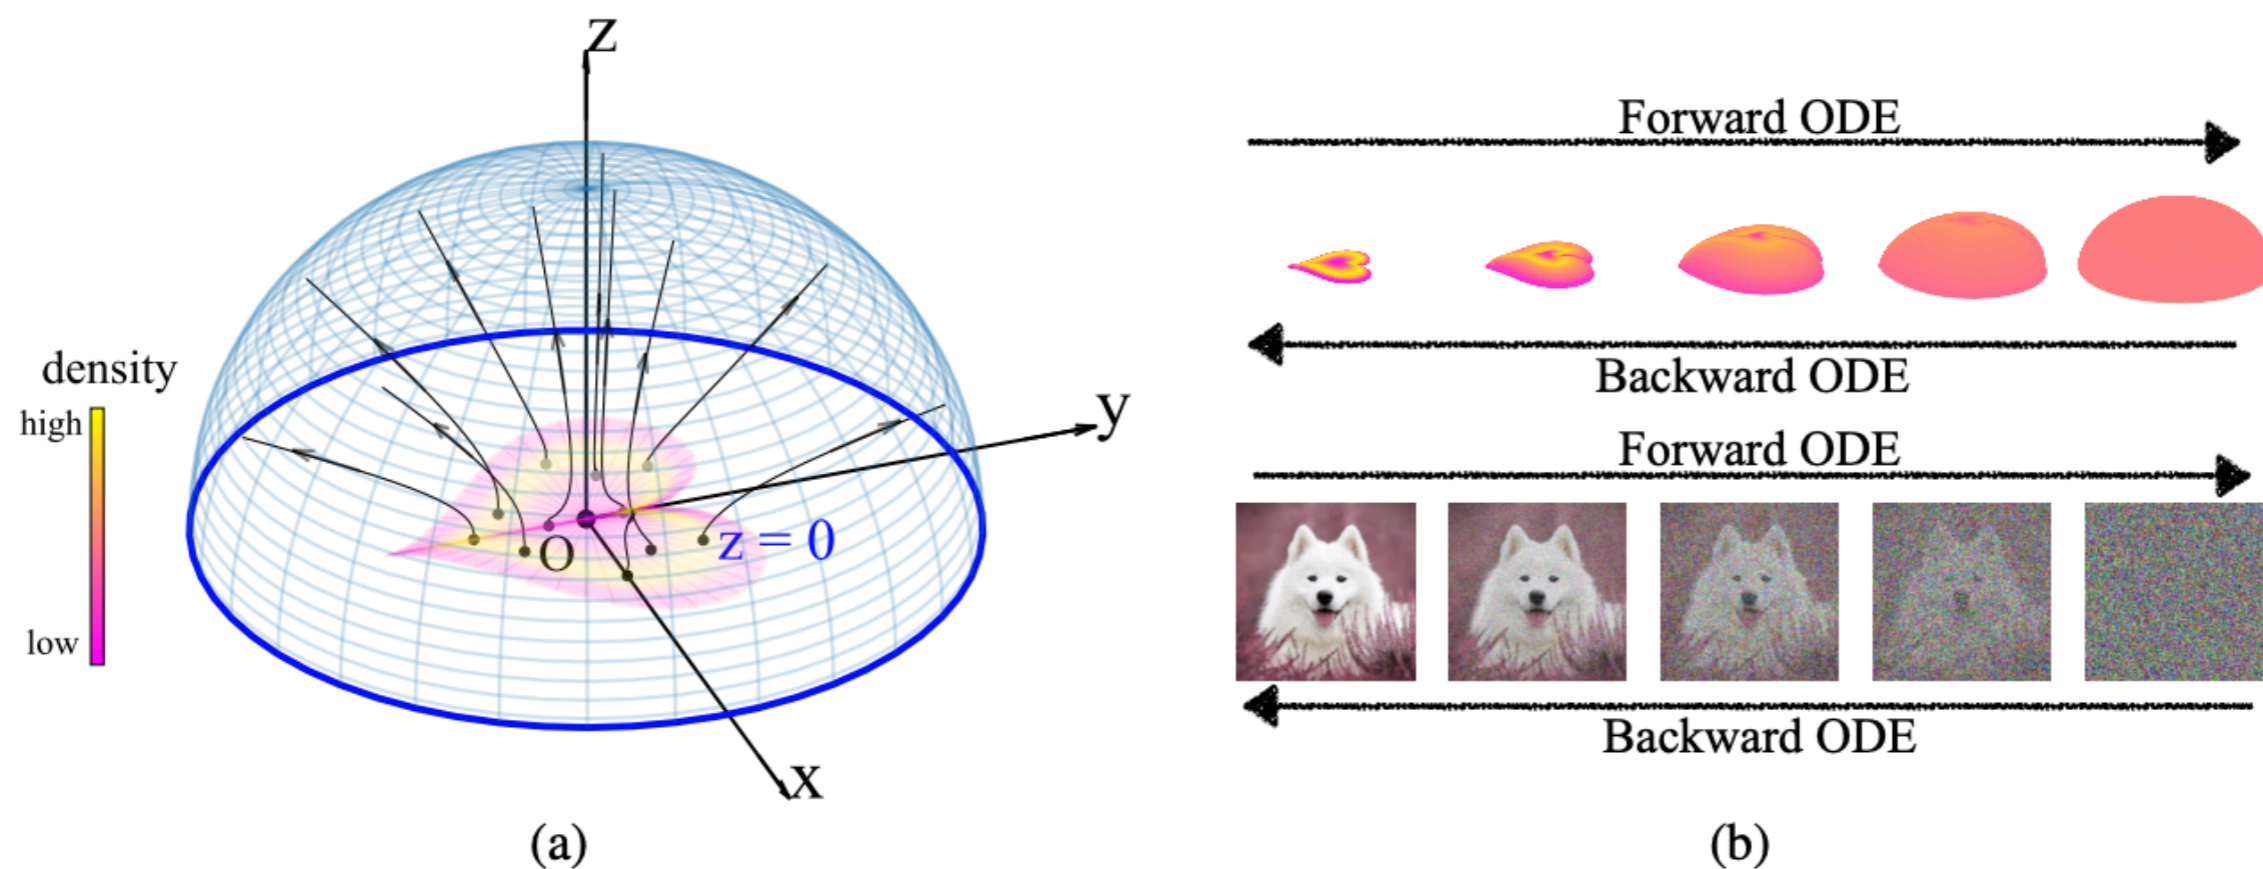 z
density
high
low
O
z = 0
y
x
(a)
Forward ODE
Backward ODE
Forward ODE
Backward ODE
(b)